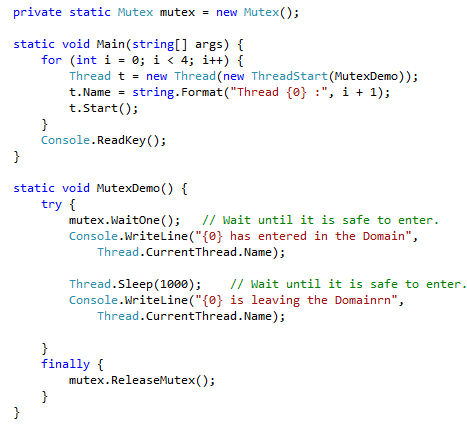 private static Mutex mutex = new Mutex();
static void Main(string[] args) {
for (int i = 0; i < 4; i++) {
Thread t = new Thread(new ThreadStart(MutexDemo));
t.Name = string.Format("Thread {0} :", i + 1);
t.Start();
}
Console.ReadKey();
}
static void MutexDemo() {
try {
mutex.WaitOne();   // Wait until it is safe to enter.
Console.WriteLine("{0} has entered in the Domain",
Thread.CurrentThread.Name);
Thread.Sleep(1000);    // Wait until it is safe to enter.
Console.WriteLine("{0} is leaving the Domainrn",
Thread.CurrentThread.Name);
}
finally {
mutex.ReleaseMutex();
}
}